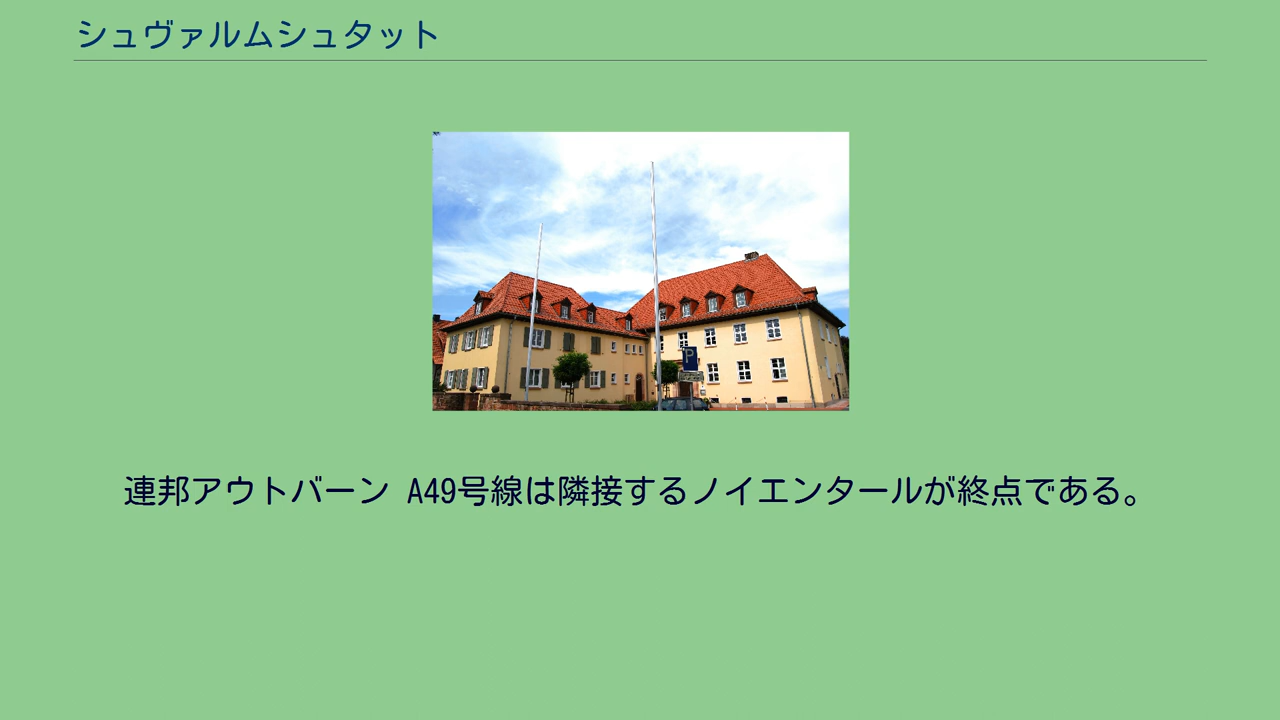 シュヴァルムシュタット
P
連邦アウトバーン A49号線は隣接するノイエンタールが終点である。